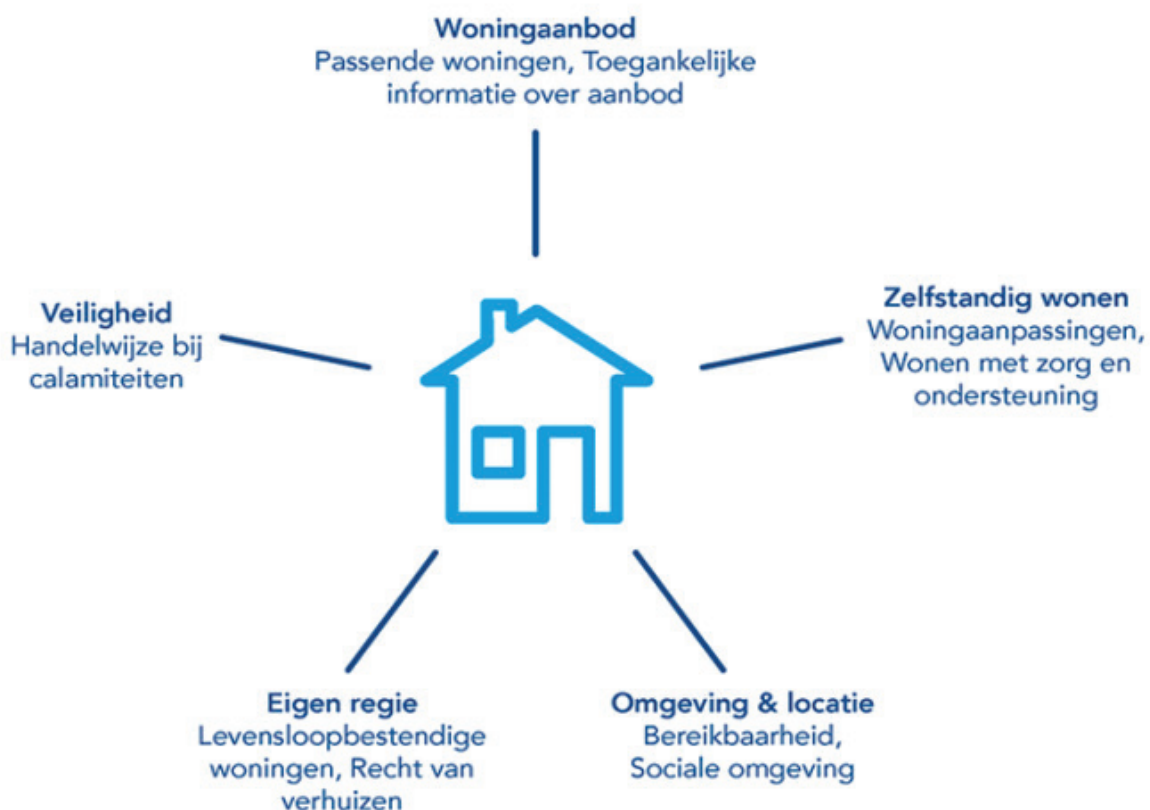 Woningaanbod
Passende woningen, Toegankelijke
informatie over aanbod
Veiligheid
Handelwijze bij
calamiteiten
Zelfstandig wonen
Woningaanpassingen,
Wonen met zorg en
ondersteuning
Eigen regie
Levensloopbestendige
woningen, Recht van
verhuizen
Omgeving & locatie
Bereikbaarheid,
Sociale omgeving